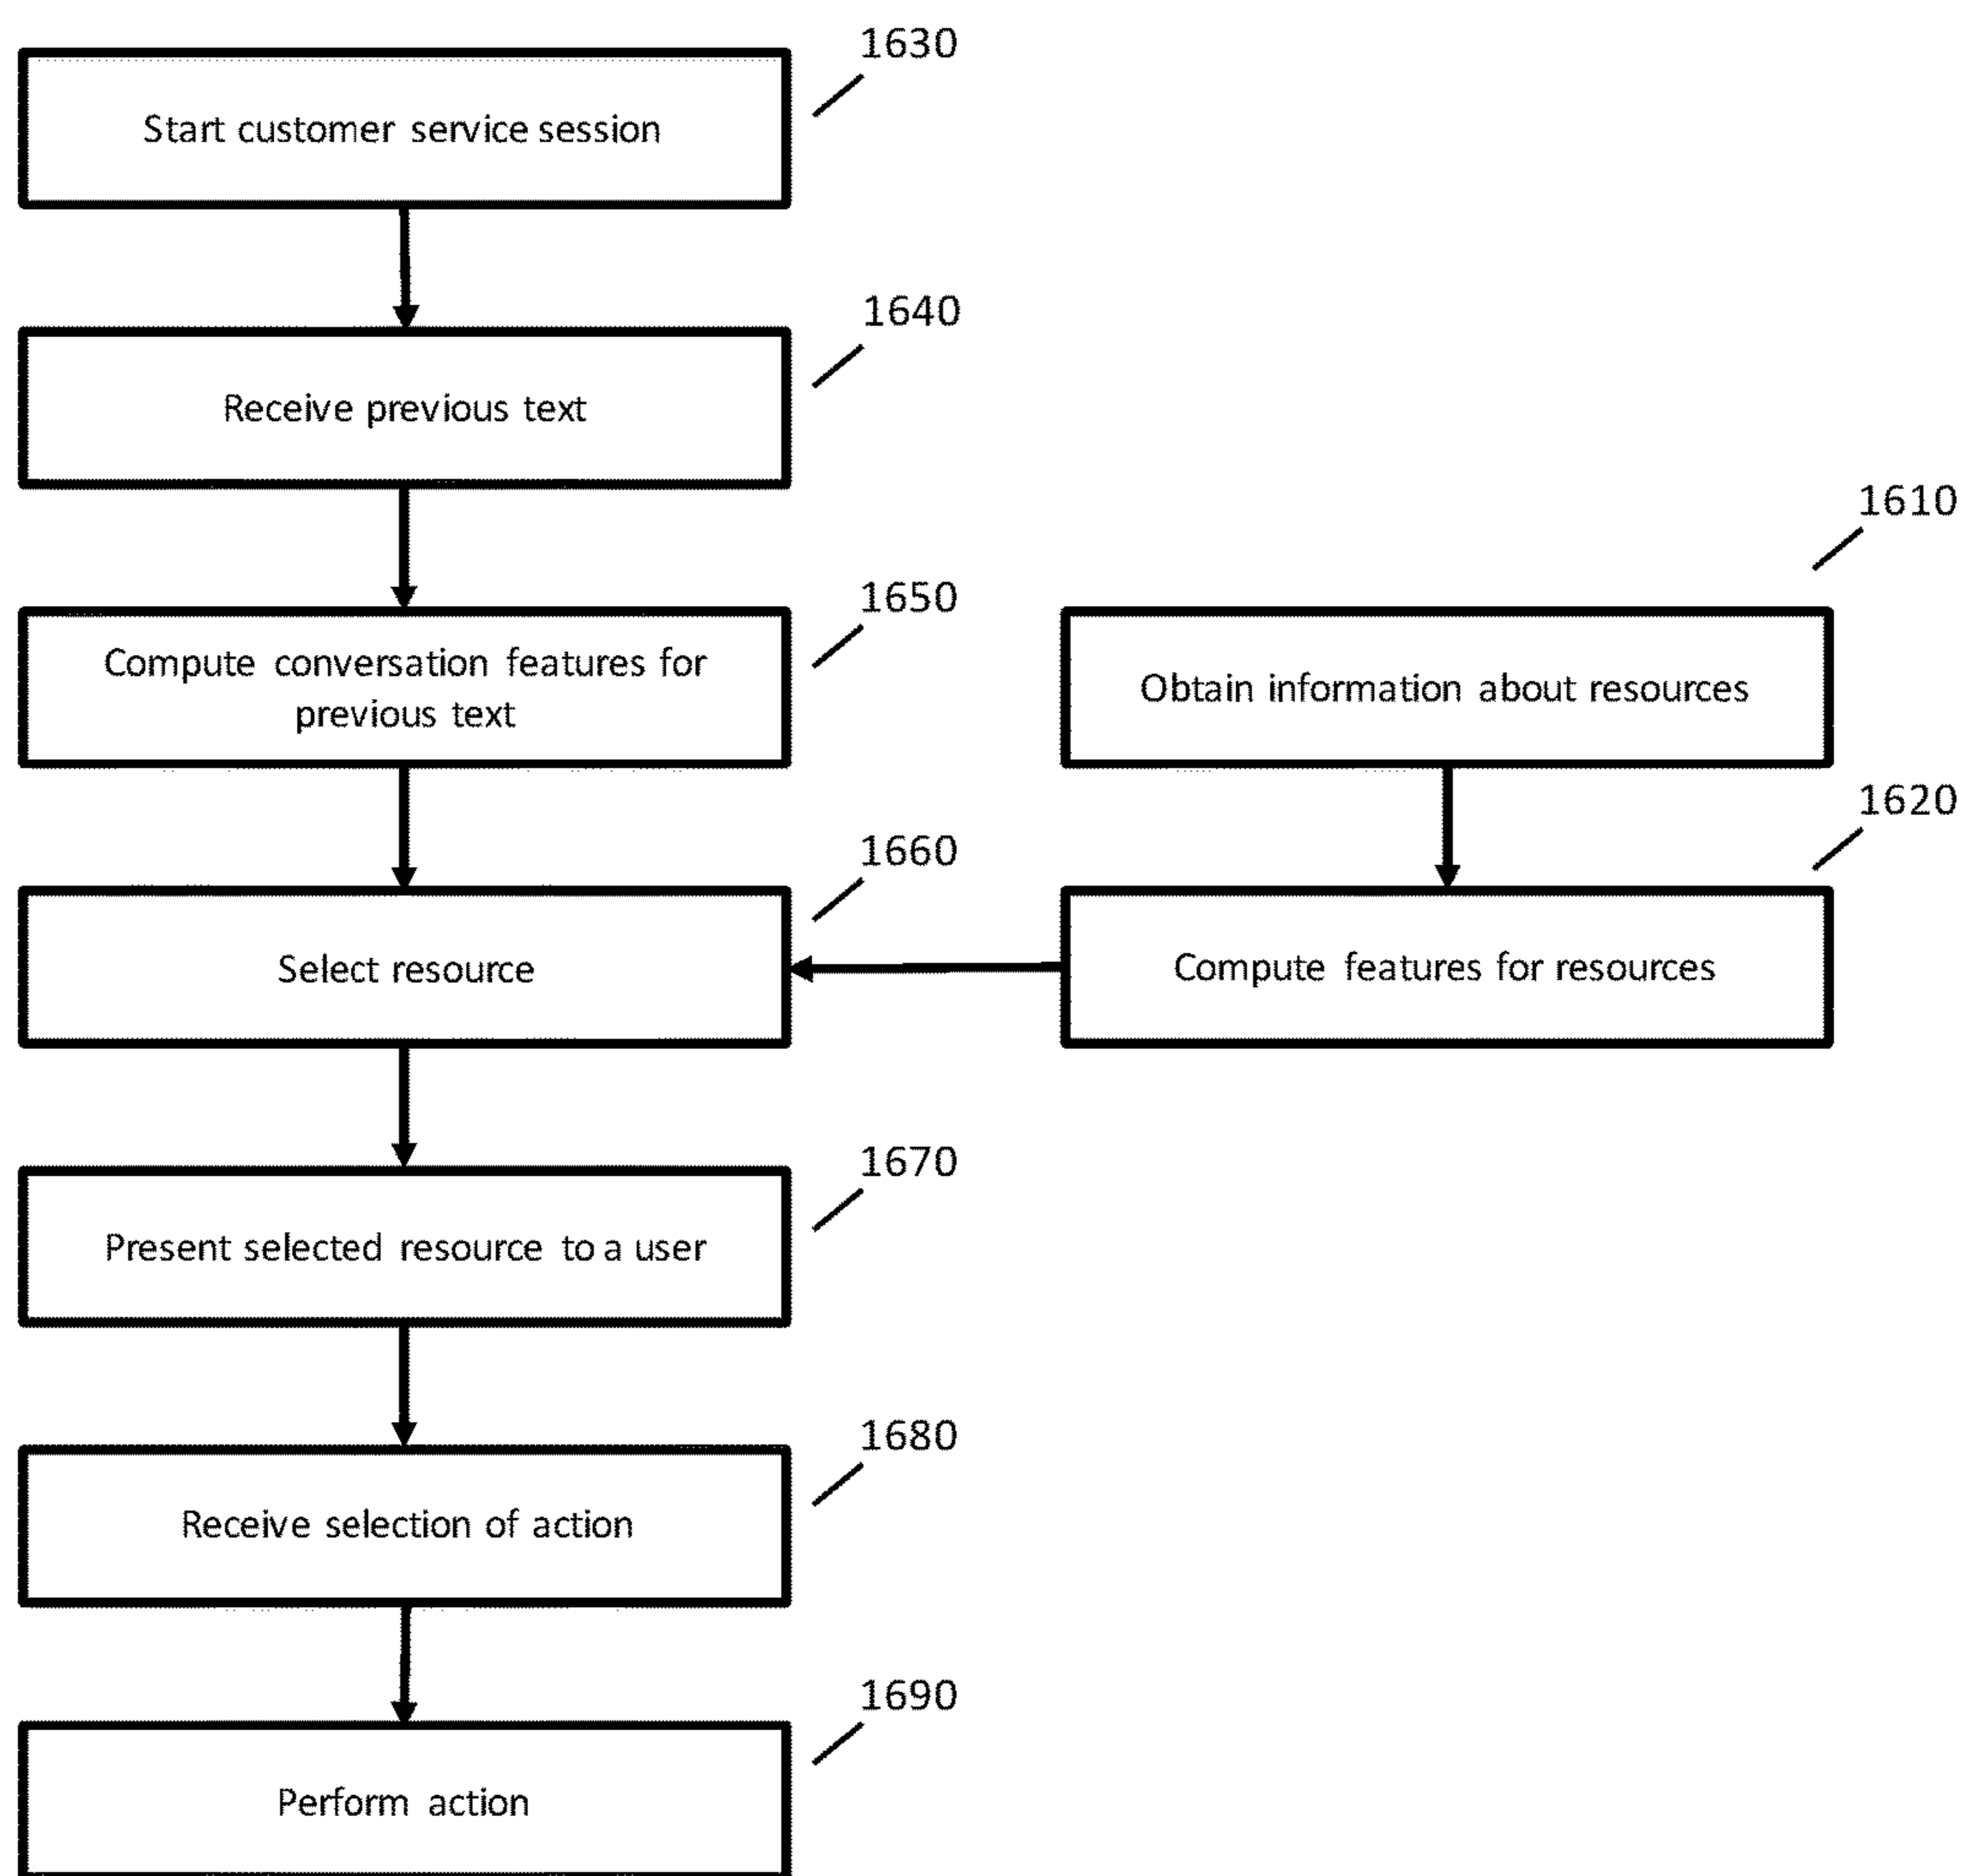 1630
Start customer service session
1640
Receive previous text
1650
Compute conversation features for
previous text
1610
Obtain information about resources
1660
Select resource
1620
Compute features for resources
1670
Present selected resource to a user
1680
Receive selection of action
1690
Perform action